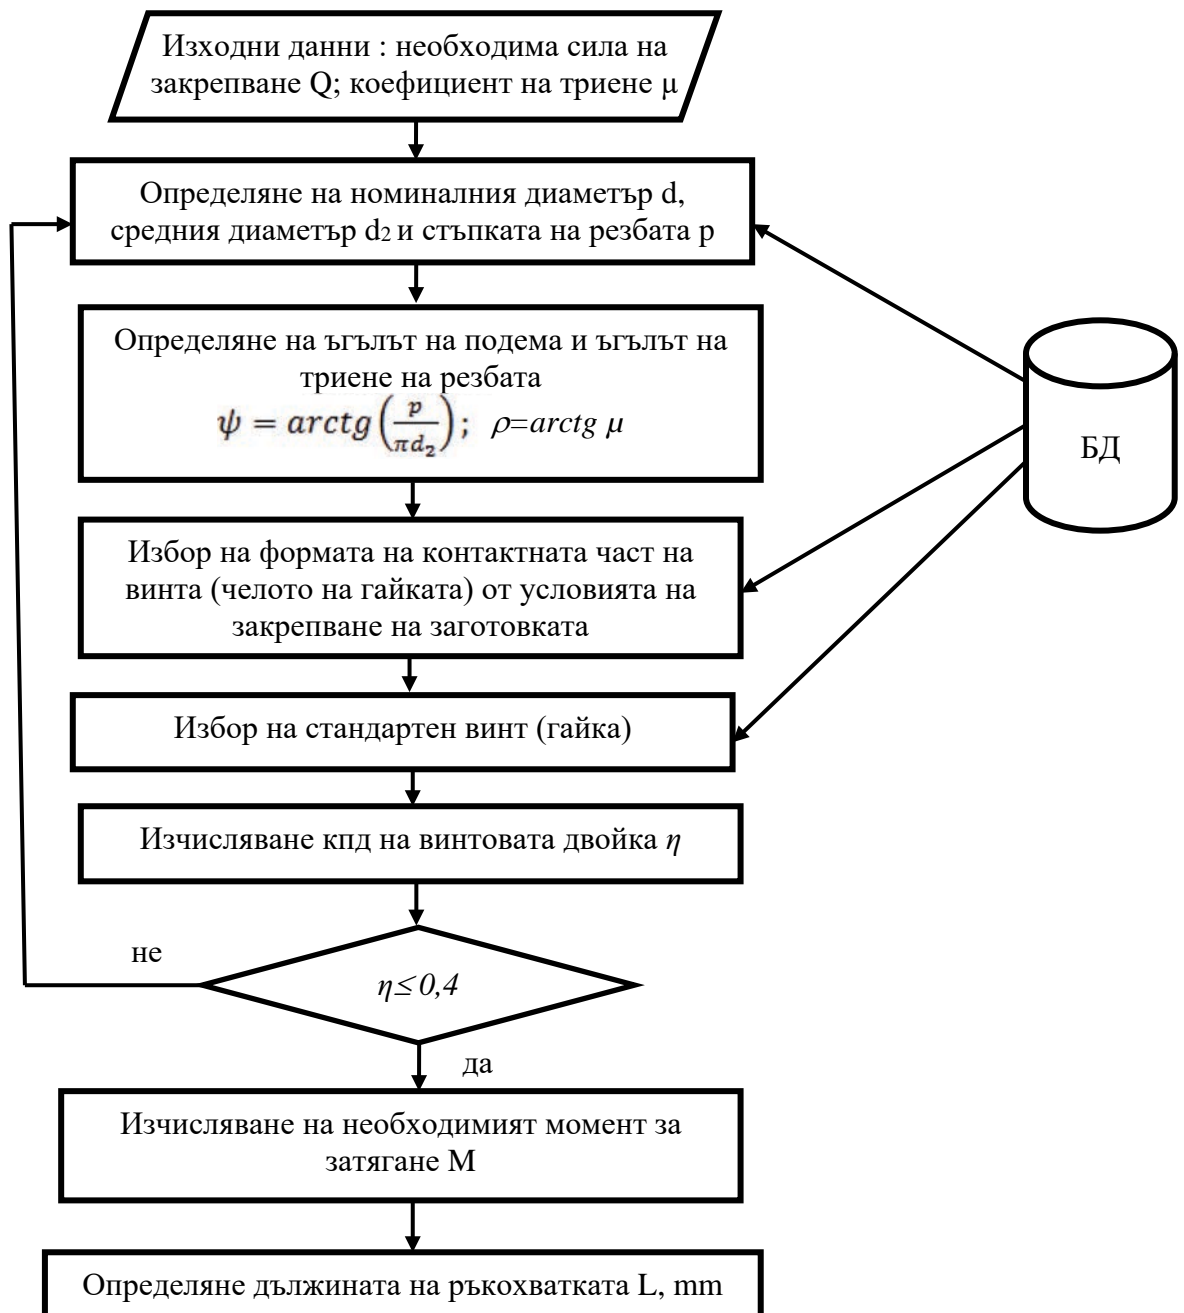 Изходни данни : необходима сила на
закрепване Q; коефициент на триене μ
Определяне на номиналния диаметър d,
средния диаметър d₂ и стъпката на резбата p
Определяне на ъгълът на подема и ъгълът на
триене на резбата
ψ = arctg(p/πd₂); ρ=arctg μ
БД
Избор на формата на контактната част на
винта (челото на гайката) от условията на
закрепване на заготовката
Избор на стандартен винт (гайка)
Изчисляване кпд на винтовата двойка η
не
η≤0,4
да
Изчисляване на необходимият момент за
затягане М
Определяне дължината на ръкохватката L, mm